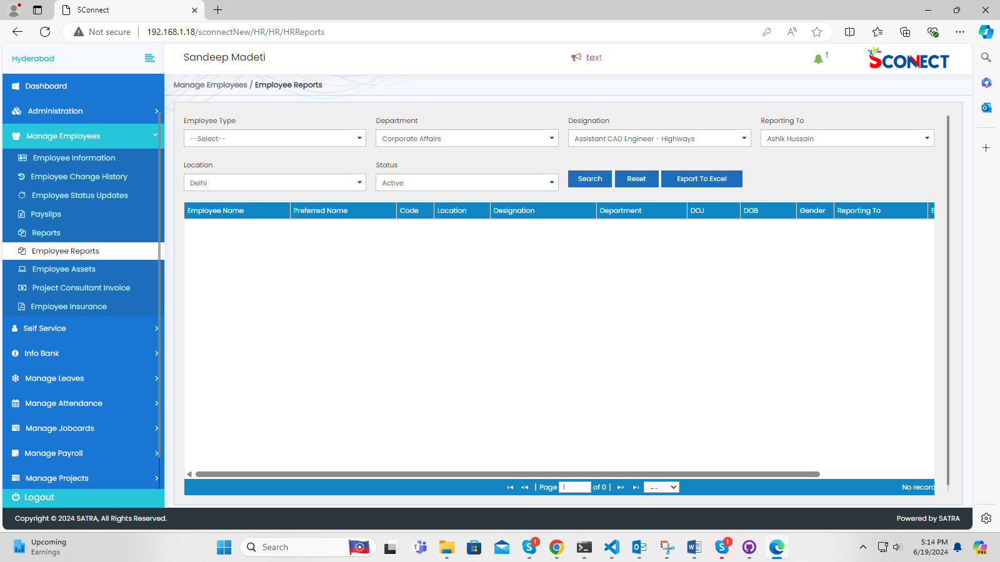 SConnect
Not secure
192.168.1.18/sconnectNew/HR/HR/HRReports
Hyderabad
Sandeep Madeti
text
1
SCONNECT
Dashboard
Administration
Manage Employees
Employee Information
Employee Change History
Employee Status Updates
Payslips
Reports
Employee Reports
Employee Assets
Project Consultant Invoice
Employee Insurance
Self Service
Info Bank
Manage Leaves
Manage Attendance
Manage Jobcards
Manage Payroll
Manage Projects
Logout
Manage Employees / Employee Reports
Employee Type
Department
Designation
Reporting To
--Select--
Corporate Affairs
Assistant CAD Engineer - Highways
Ashik Hussain
Location
Status
Delhi
Active
Search
Reset
Export To Excel
Employee Name
Preferred Name
Code
Location
Designation
Department
DOJ
DOB
Gender
Reporting To
E
Page 1 of 0
--
No record
Copyright © 2024 SATRA, All Rights Reserved.
Powered by SATRA
Upcoming
Earnings
Search
1
1
5:14 PM
6/19/2024
PRE